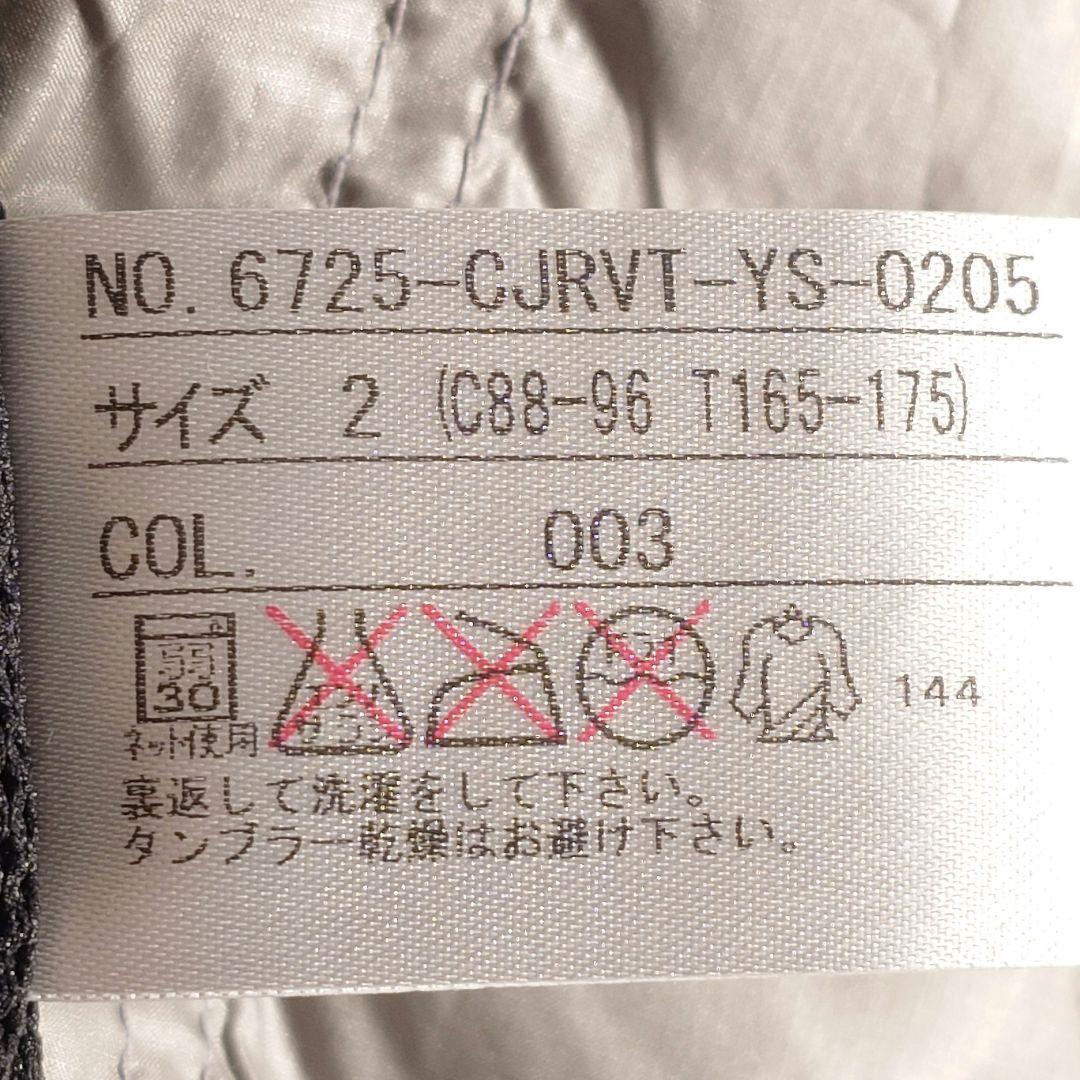 NO. 6725-CJRVT-YS-0205
サイズ 2 (C88-96 T165-175)
COL. 003
弱
30
ネット使用
144
裏返して洗濯をして下さい。
タンブラー乾燥はお避け下さい。